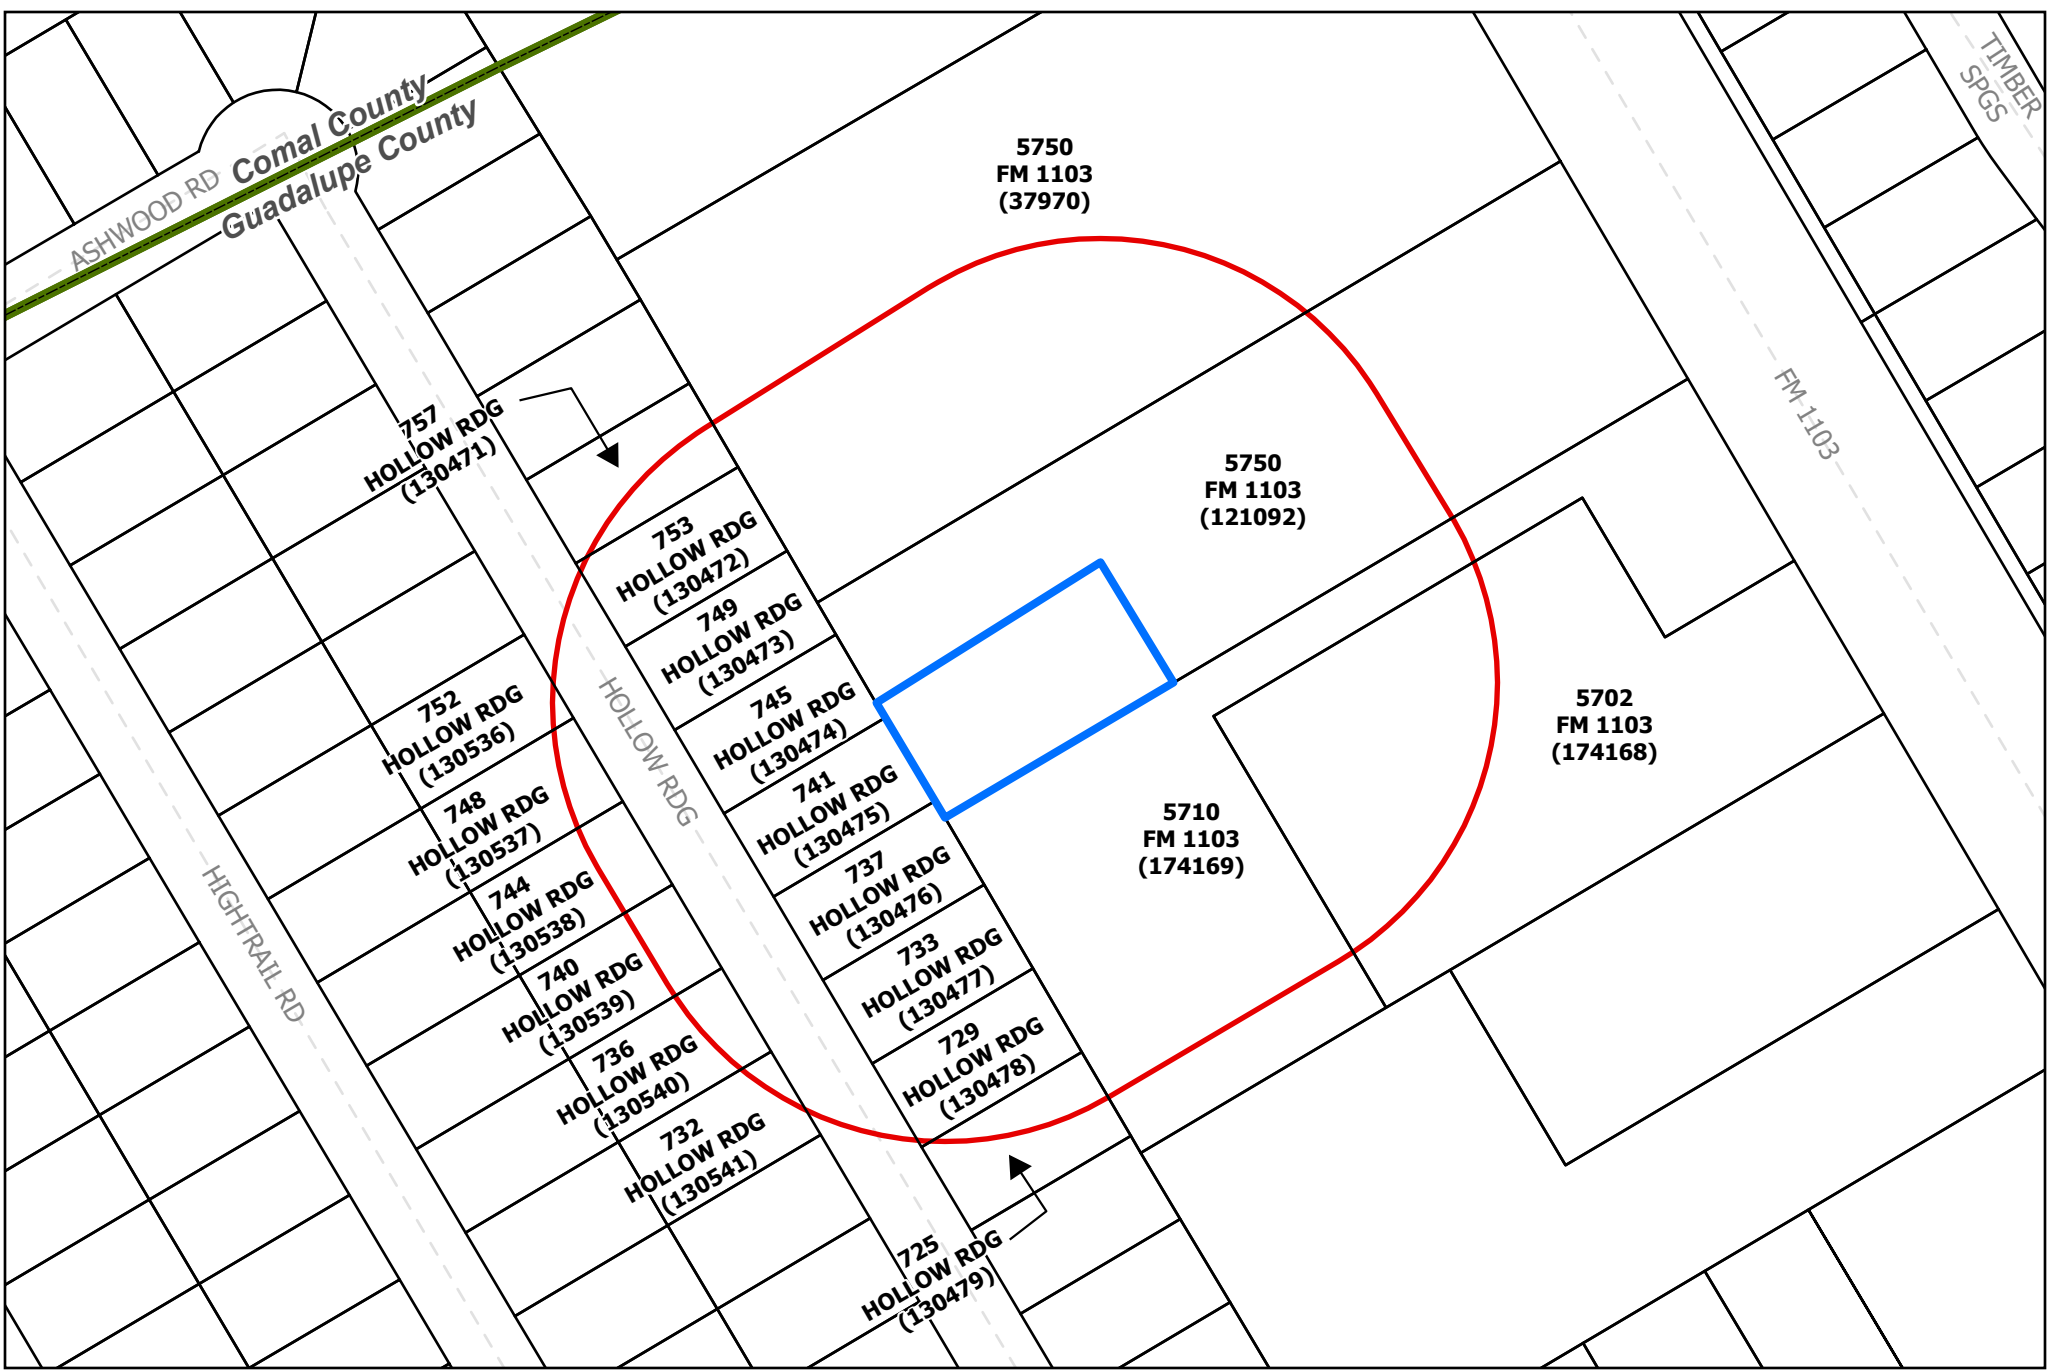 TIMBER
SPGS
Comal County
Guadalupe County
ASHWOOD RD
5750
FM 1103
(37970)
757
HOLLOW RDG
(130471)
FM 1103
5750
FM 1103
(121092)
753
HOLLOW RDG
(130472)
749
HOLLOW RDG
(130473)
745
HOLLOW RDG
(130474)
741
HOLLOW RDG
(130475)
737
HOLLOW RDG
(130476)
733
HOLLOW RDG
(130477)
729
HOLLOW RDG
(130478)
725
HOLLOW RDG
(130479)
HOLLOW RDG
752
HOLLOW RDG
(130536)
748
HOLLOW RDG
(130537)
744
HOLLOW RDG
(130538)
740
HOLLOW RDG
(130539)
736
HOLLOW RDG
(130540)
732
HOLLOW RDG
(130541)
HIGHTRAIL RD
5702
FM 1103
(174168)
5710
FM 1103
(174169)